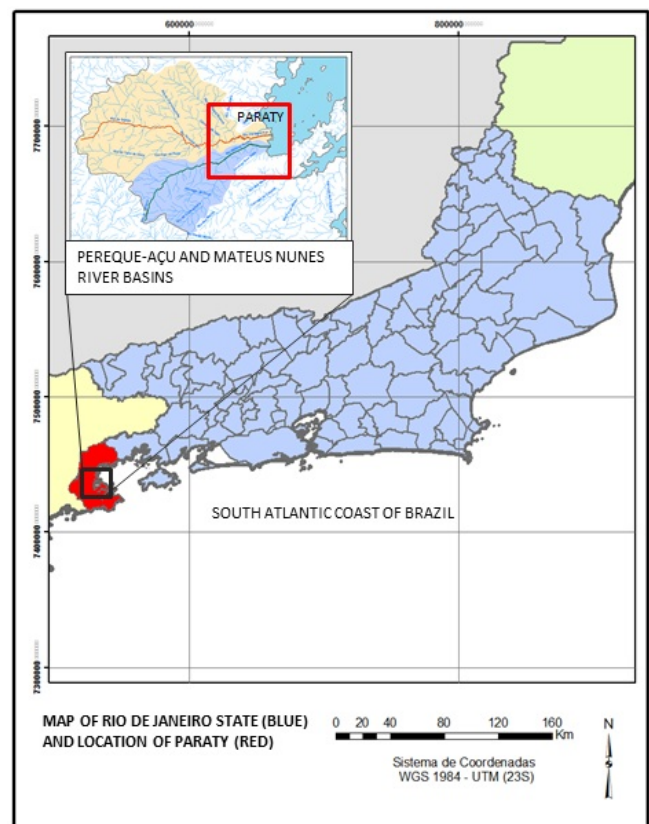 600000
800000
PARATY
PEREQUE-AÇU AND MATEUS NUNES
RIVER BASINS
7700000
7600000
7500000
7400000
7300000
SOUTH ATLANTIC COAST OF BRAZIL
MAP OF RIO DE JANEIRO STATE (BLUE)
AND LOCATION OF PARATY (RED)
0 20 40 80 120 160
Km
N
Sistema de Coordenadas
WGS 1984 - UTM (23S)